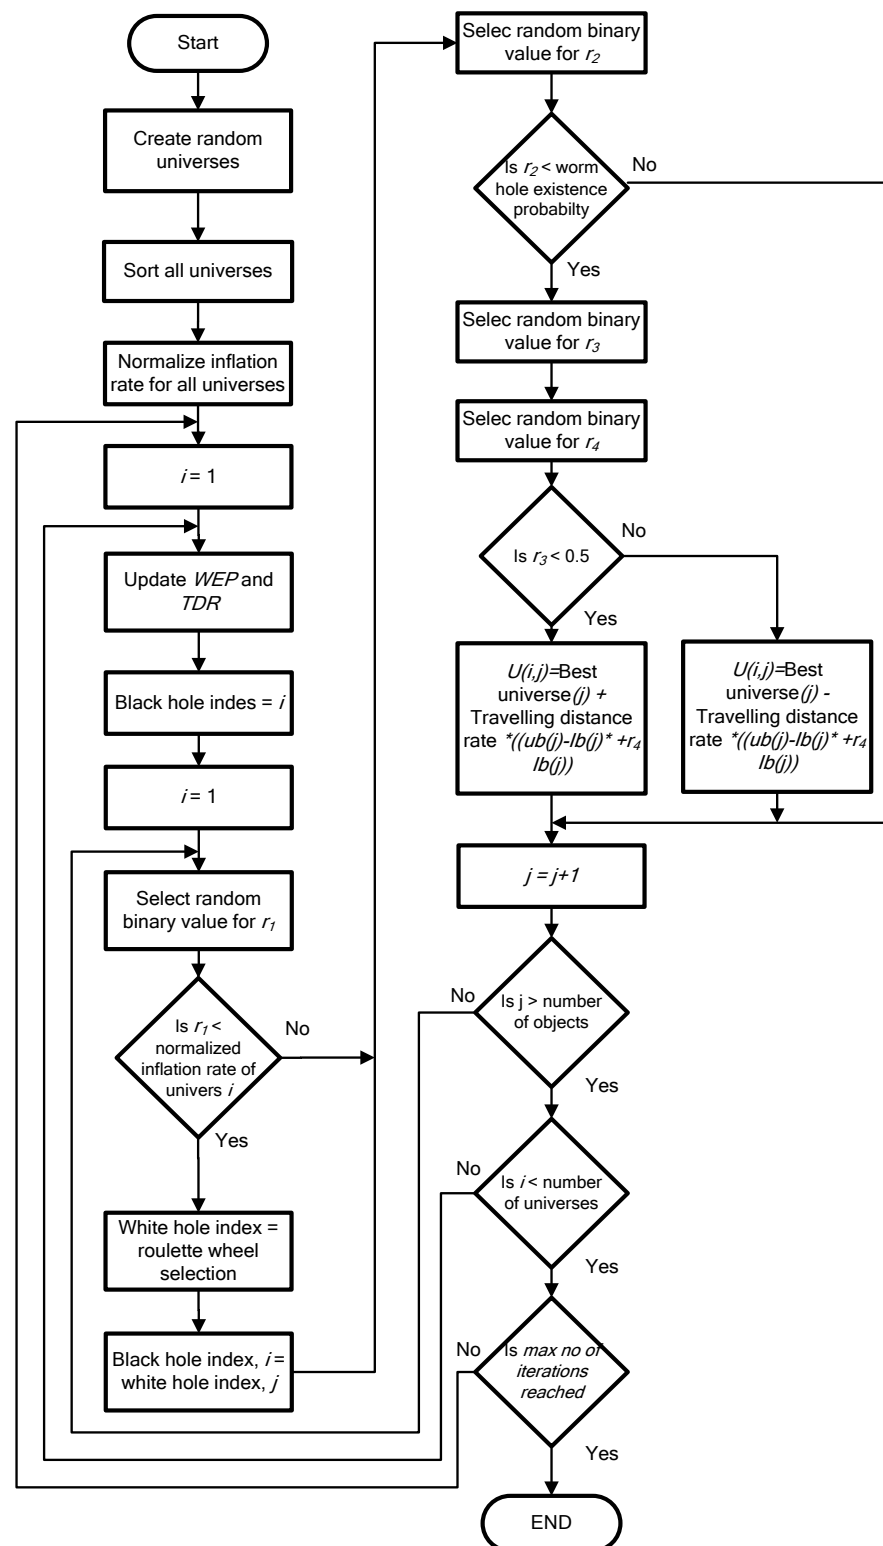 Start
Create random
universes
Sort all universes
Normalize inflation
rate for all universes
i = 1
Update WEP and
TDR
Black hole indes = i
i = 1
Select random
binary value for r1
Is r1 <
normalized
inflation rate of
univers i
No
Yes
White hole index =
roulette wheel
selection
Black hole index, i =
white hole index, j
Selec random binary
value for r2
Is r2 < worm
hole existence
probabilty
No
Yes
Selec random binary
value for r3
Selec random binary
value for r4
Is r3 < 0.5
No
Yes
U(i,j)=Best
universe(j) +
Travelling distance
rate *((ub(j)-lb(j)* +r4
lb(j))
U(i,j)=Best
universe(j) -
Travelling distance
rate *((ub(j)-lb(j)* +r4
lb(j))
j = j+1
Is j > number
of objects
No
Yes
Is i < number
of universes
No
Yes
Is max no of
iterations
reached
No
Yes
END